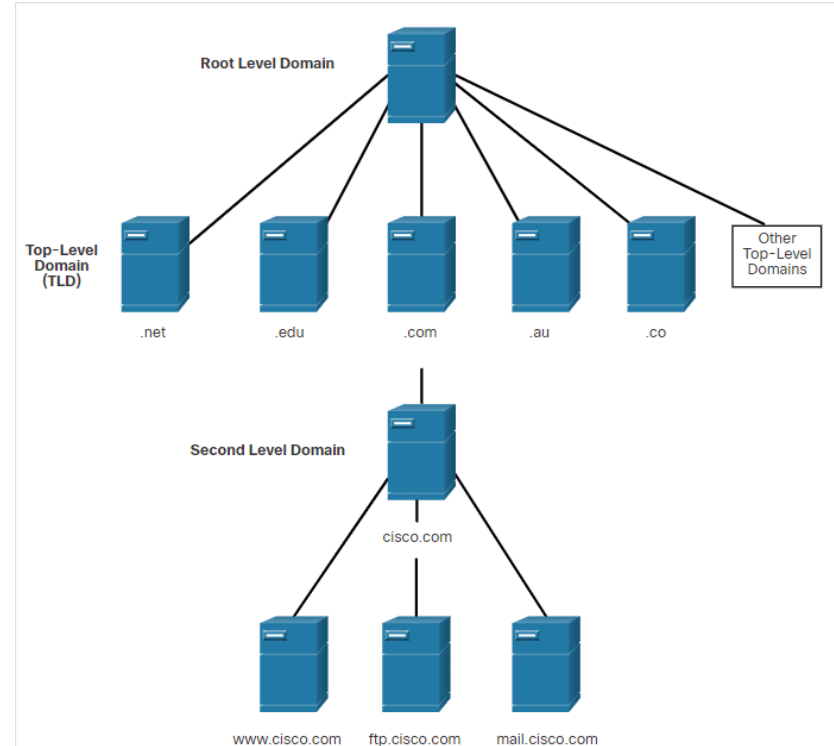 Root Level Domain
Top-Level
Domain
(TLD)
Other
Top-Level
Domains
.net
.edu
.com
.au
.co
Second Level Domain
cisco.com
www.cisco.com
ftp.cisco.com
mail.cisco.com